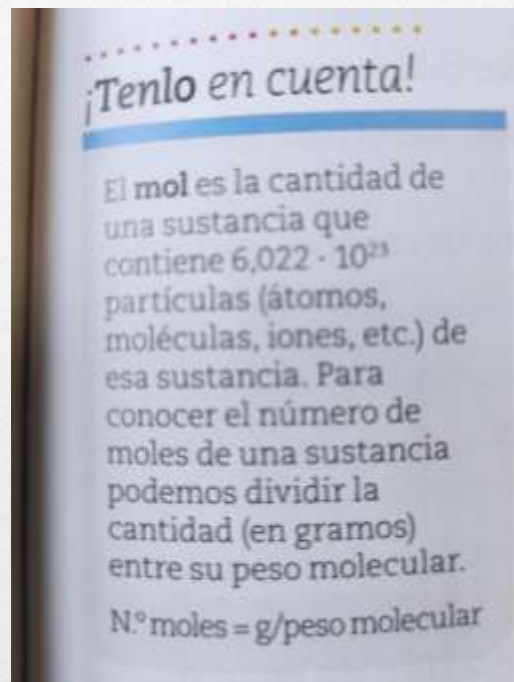 ¡Tenlo en cuenta!
El mol es la cantidad de
una sustancia que
contiene 6,022 · 10²³
partículas (átomos,
moléculas, iones, etc.) de
esa sustancia. Para
conocer el número de
moles de una sustancia
podemos dividir la
cantidad (en gramos)
entre su peso molecular.
N.º moles = g/peso molecular